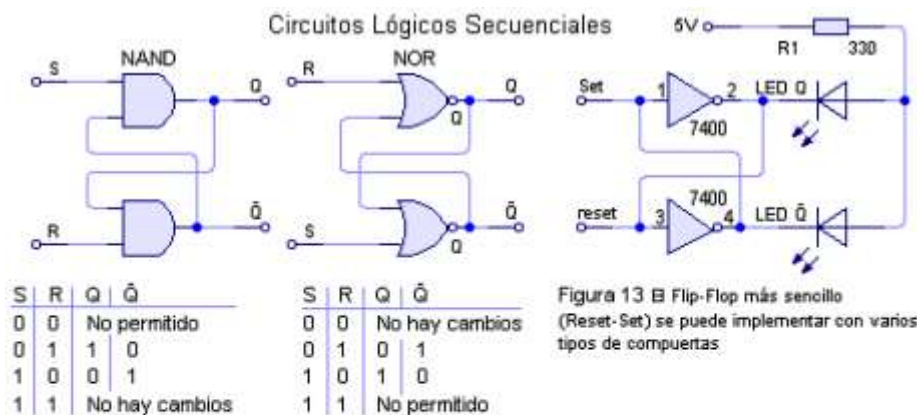 Circuitos Lógicos Secuenciales
NAND
S
Q
R
Q̄
S R Q Q̄
0 0 No permitido
0 1 1 0
1 0 0 1
1 1 No hay cambios
NOR
R
Q
Q
S
Q
Q̄
S R Q Q̄
0 0 No hay cambios
0 1 0 1
1 0 1 0
1 1 No permitido
5V
R1 330
Set
1 2
LED Q
7400
7400
reset
3 4
LED Q̄
Figura 13 El Flip-Flop más sencillo
(Reset-Set) se puede implementar con varios
tipos de compuertas